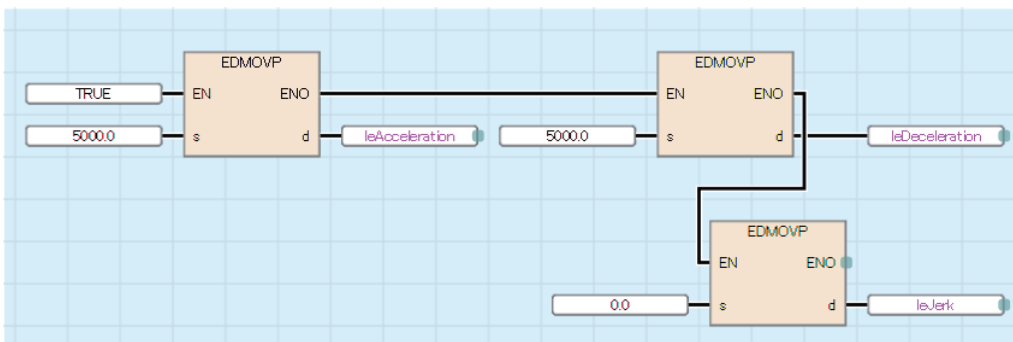 EDMOVP EDMOVP
TRUE EN ENO EN ENO
5000.0 s d leAcceleration 5000.0 s d leDeceleration
EDMOVP
EN ENO
0.0 s d leJerk